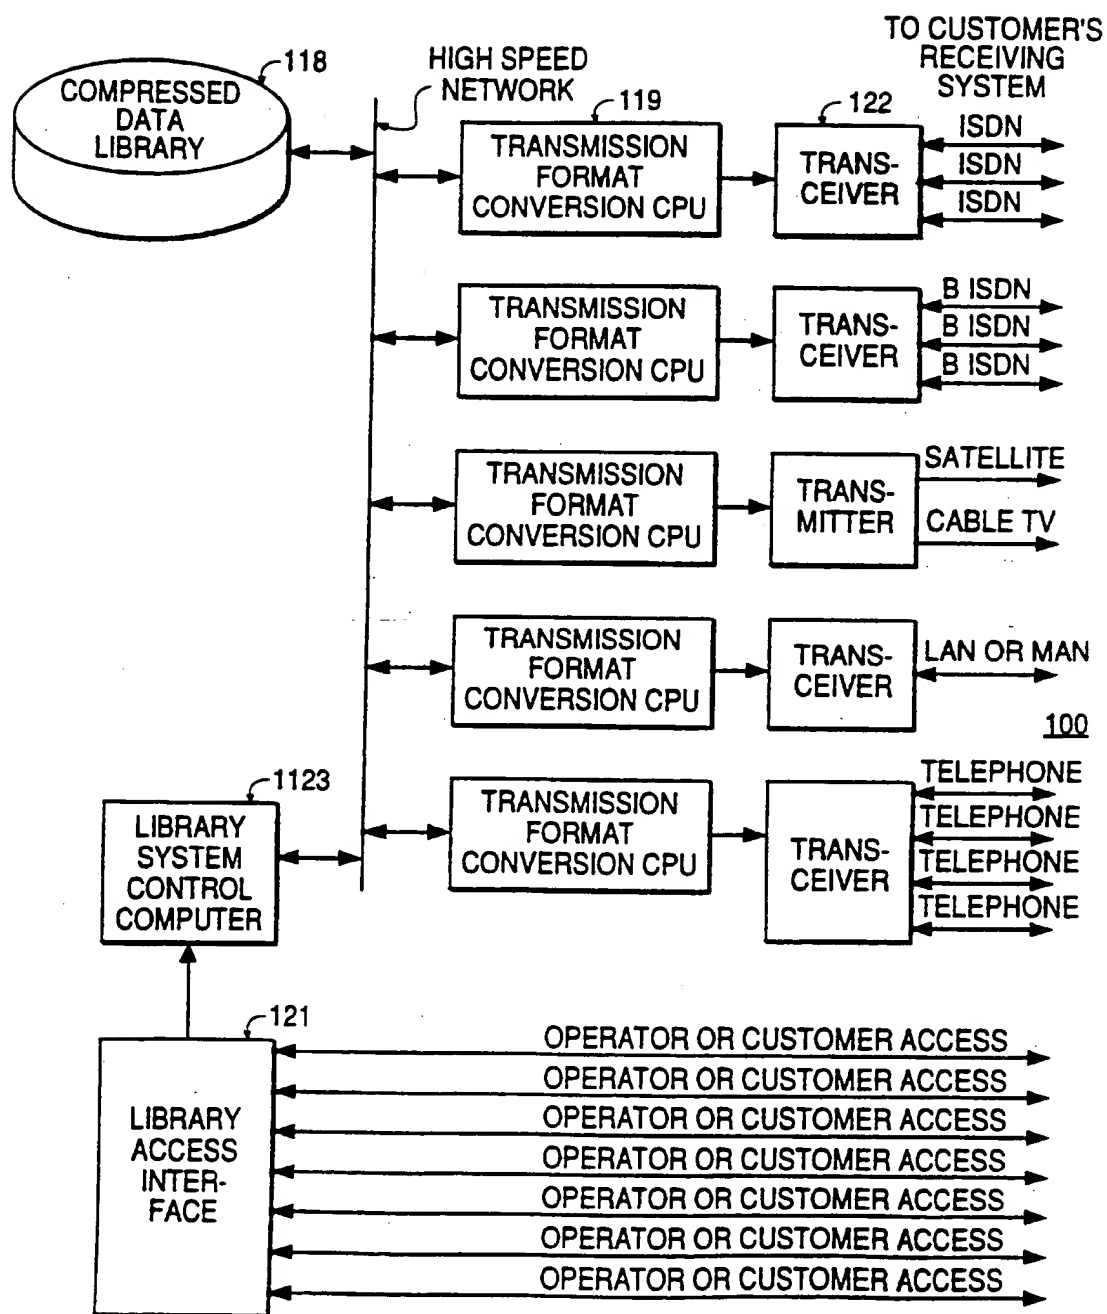 TO CUSTOMER'S
RECEIVING
SYSTEM
118
COMPRESSED
DATA
LIBRARY
HIGH SPEED
NETWORK
119
TRANSMISSION
FORMAT
CONVERSION CPU
122
TRANS-
CEIVER
ISDN
ISDN
ISDN
TRANSMISSION
FORMAT
CONVERSION CPU
TRANS-
CEIVER
B ISDN
B ISDN
B ISDN
TRANSMISSION
FORMAT
CONVERSION CPU
TRANS-
MITTER
SATELLITE
CABLE TV
TRANSMISSION
FORMAT
CONVERSION CPU
TRANS-
CEIVER
LAN OR MAN
100
1123
LIBRARY
SYSTEM
CONTROL
COMPUTER
TRANSMISSION
FORMAT
CONVERSION CPU
TRANS-
CEIVER
TELEPHONE
TELEPHONE
TELEPHONE
TELEPHONE
121
LIBRARY
ACCESS
INTER-
FACE
OPERATOR OR CUSTOMER ACCESS
OPERATOR OR CUSTOMER ACCESS
OPERATOR OR CUSTOMER ACCESS
OPERATOR OR CUSTOMER ACCESS
OPERATOR OR CUSTOMER ACCESS
OPERATOR OR CUSTOMER ACCESS
OPERATOR OR CUSTOMER ACCESS